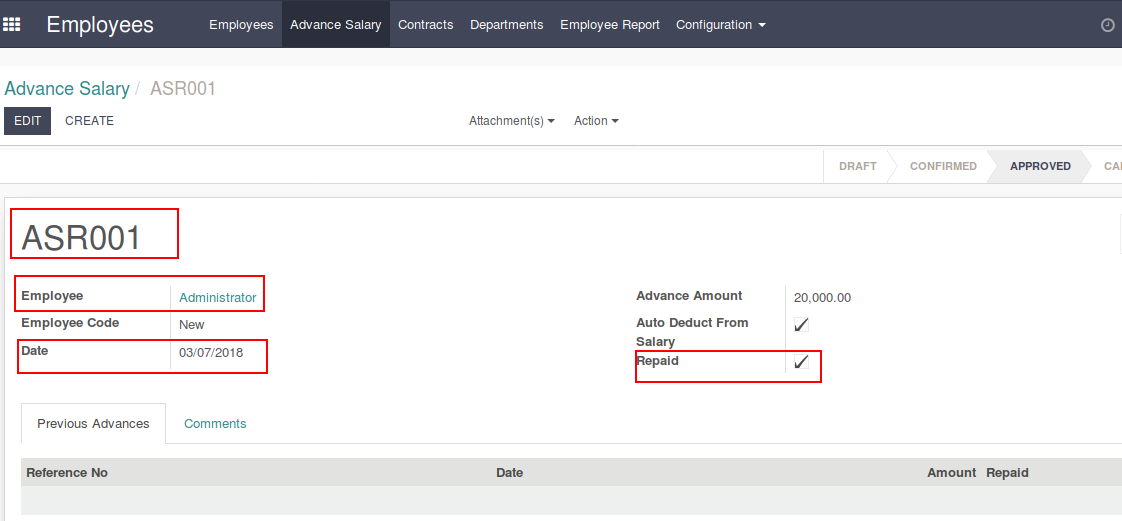 Employees Employees Advance Salary Contracts Departments Employee Report Configuration
Advance Salary / ASR001
EDIT CREATE Attachment(s) Action
DRAFT CONFIRMED APPROVED CA
ASR001
Employee Administrator
Employee Code New
Date 03/07/2018
Advance Amount 20,000.00
Auto Deduct From
Salary
Repaid
Previous Advances Comments
Reference No Date Amount Repaid